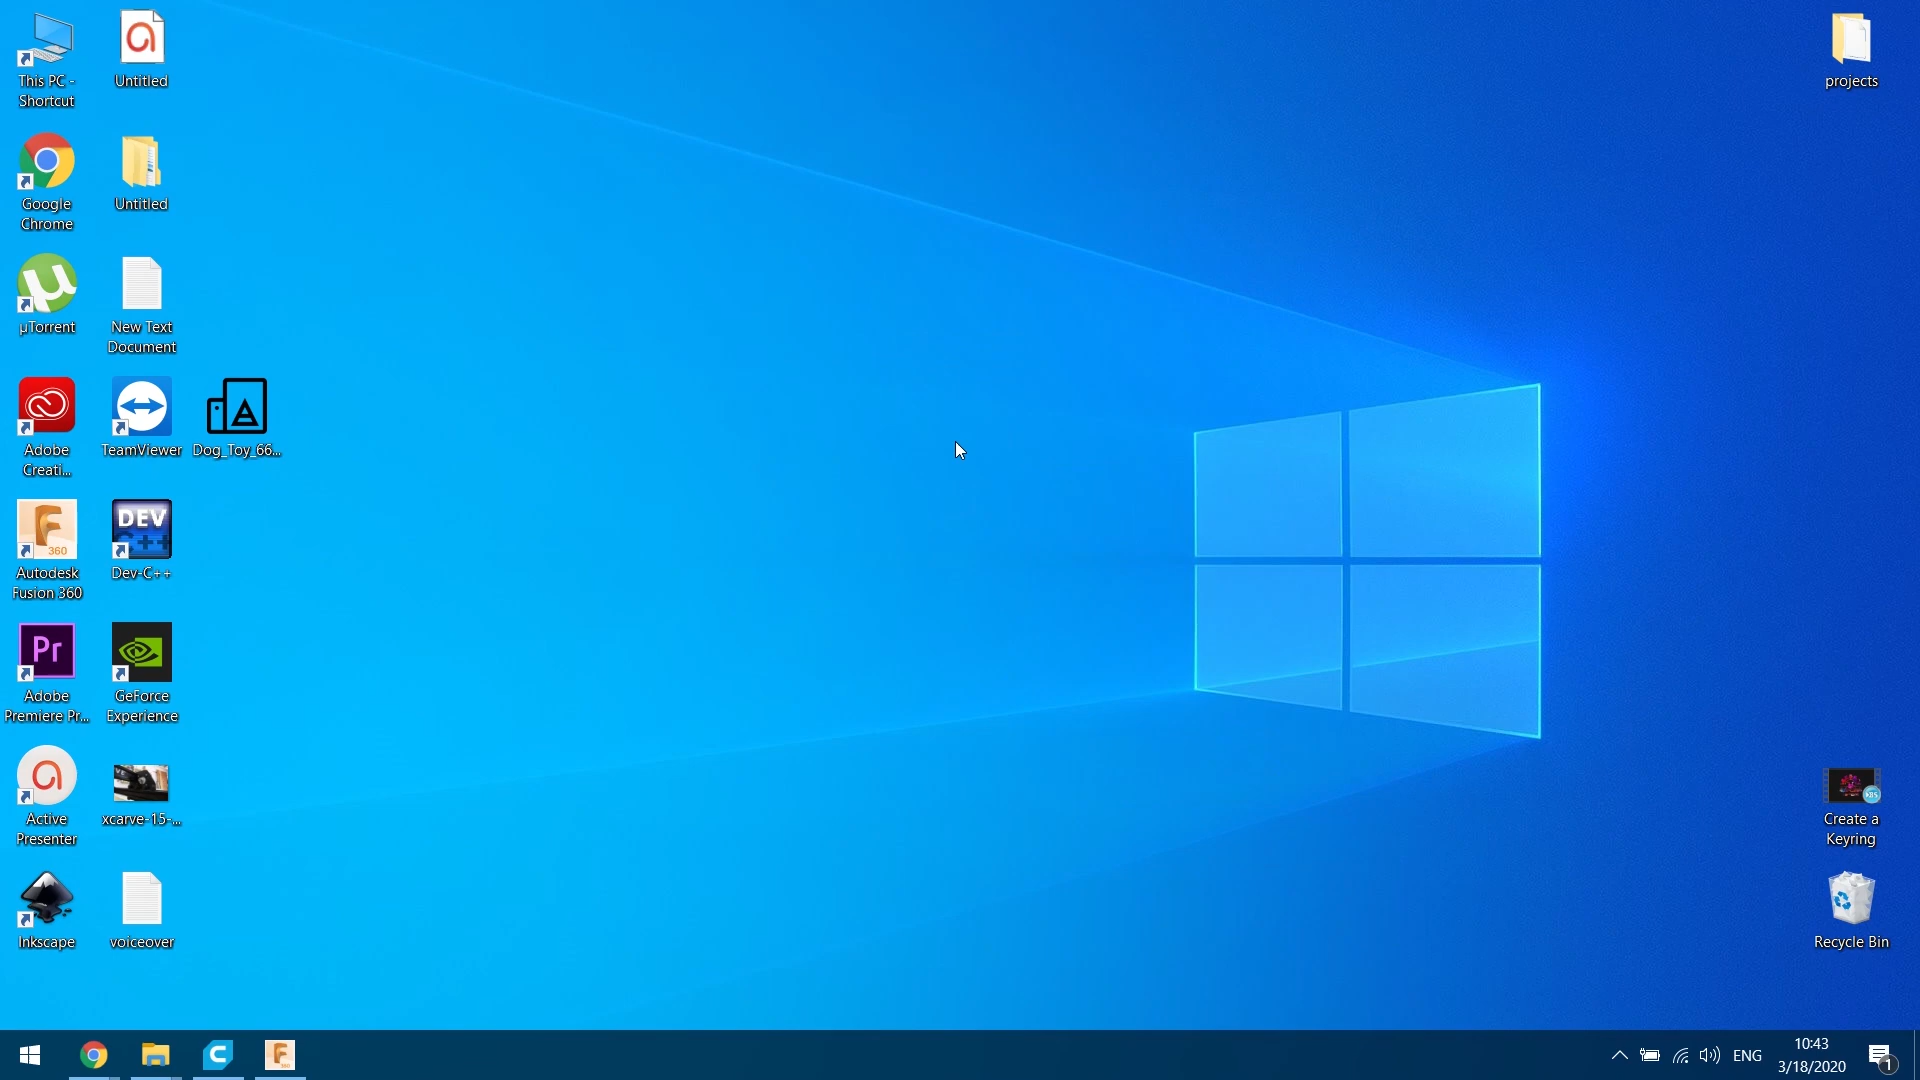 This PC -
Shortcut
Untitled
projects
Google
Chrome
Untitled
µTorrent
New Text
Document
Adobe
Creati...
TeamViewer
Dog_Toy_66...
360
Autodesk
Fusion 360
DEV
C++
Dev-C++
Pr
Adobe
Premiere Pr...
GeForce
Experience
Active
Presenter
xcarve-15-...
Create a
Keyring
Inkscape
voiceover
Recycle Bin
ENG
10:43
3/18/2020
1